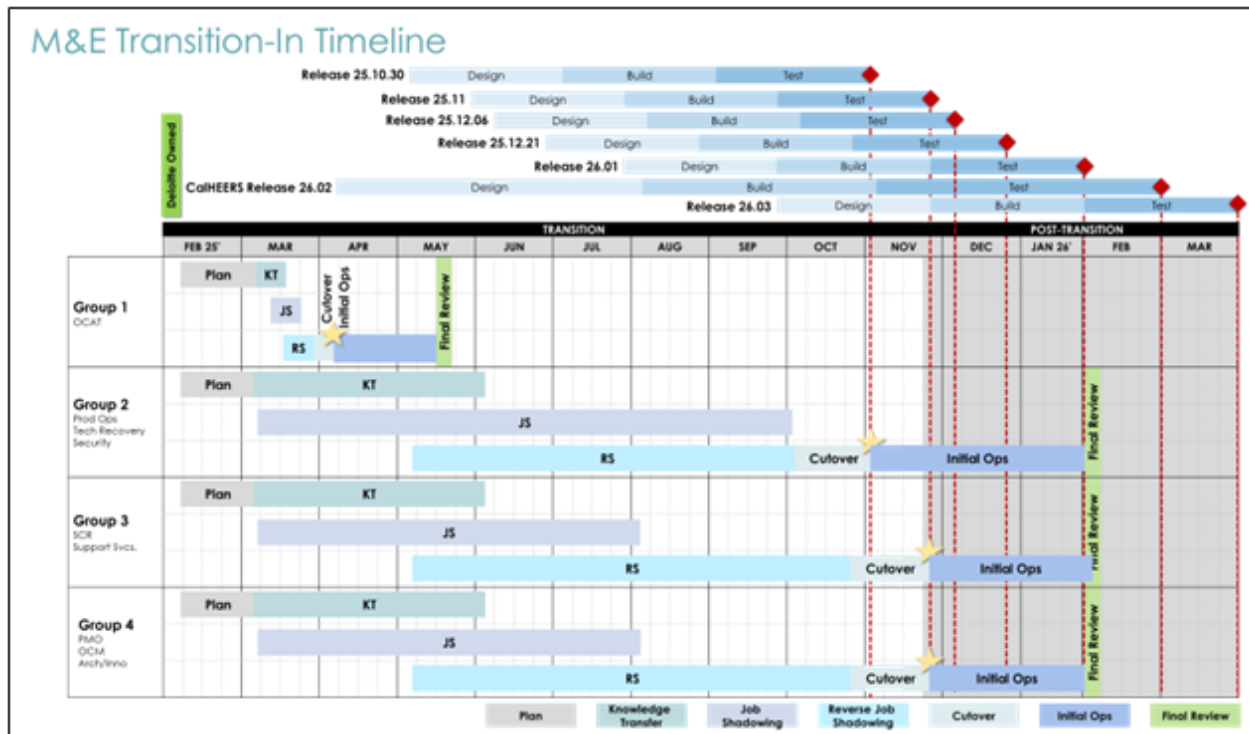 M&E Transition-In Timeline
Release 25.10.30 Design Build Test
Release 25.11 Design Build Test
Release 25.12.06 Design Build Test
Release 25.12.21 Design Build Test
Release 26.01 Design Build Test
CalHEERS Release 26.02 Design Build Test
Release 26.03 Design Build Test
Deloitte Owned
TRANSITION POST-TRANSITION
FEB 25' MAR APR MAY JUN JUL AUG SEP OCT NOV DEC JAN 26' FEB MAR
Group 1
OCAT
Plan KT
JS
RS
Cutover
Initial Ops
Final Review
Group 2
Prod Ops
Tech Recovery
Security
Plan KT
JS
RS Cutover Initial Ops
Final Review
Group 3
SCR
Support Svcs.
Plan KT
JS
RS Cutover Initial Ops
Final Review
Group 4
PMO
OCM
Arch/Inno
Plan KT
JS
RS Cutover Initial Ops
Final Review
Plan
Knowledge
Transfer
Job
Shadowing
Reverse Job
Shadowing
Cutover
Initial Ops
Final Review